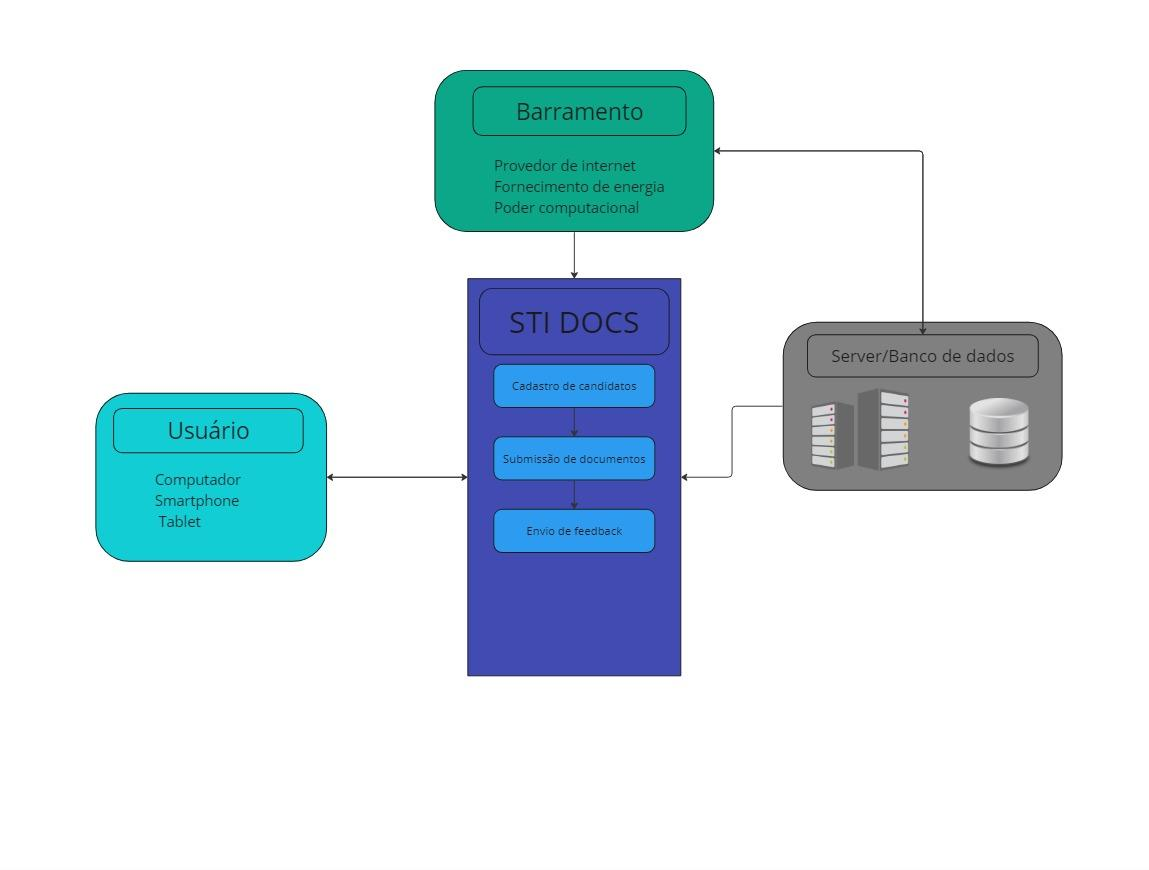 Barramento
Provedor de internet
Fornecimento de energia
Poder computacional
STI DOCS
Cadastro de candidatos
Submissão de documentos
Envio de feedback
Usuário
Computador
Smartphone
Tablet
Server/Banco de dados